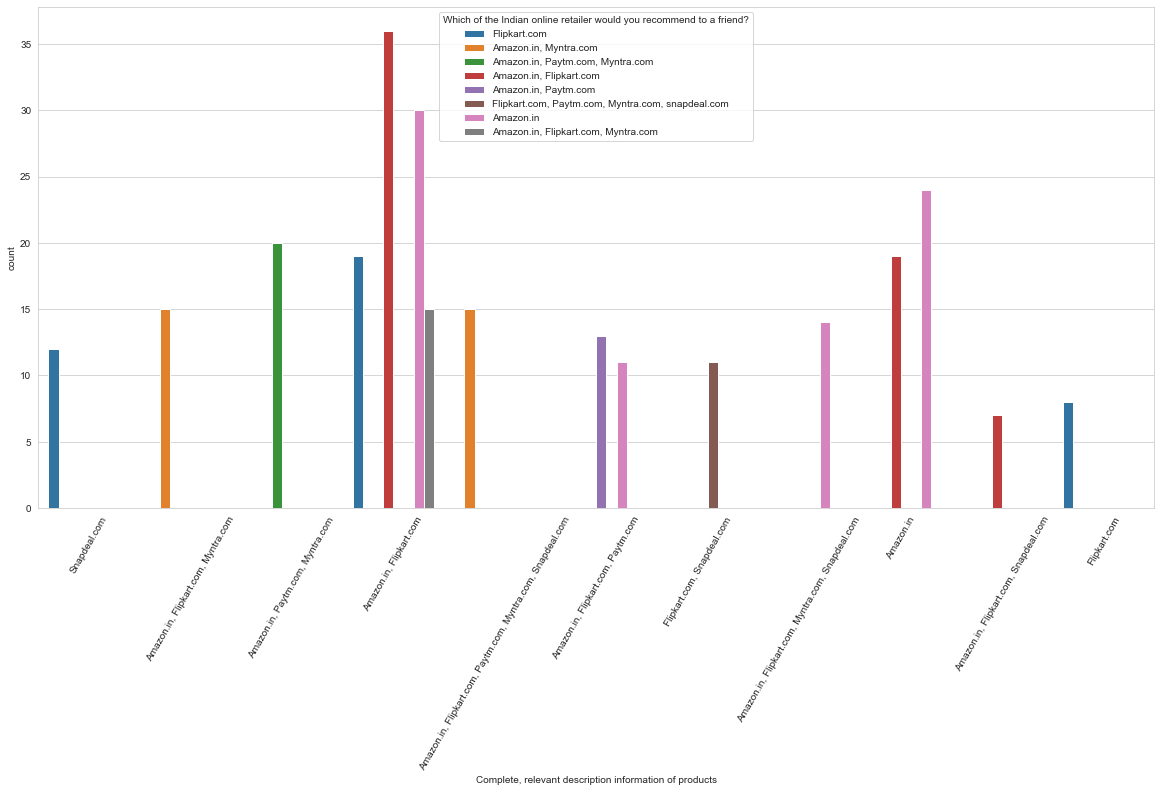 Which of the Indian online retailer would you recommend to a friend?
Flipkart.com
Amazon.in, Myntra.com
Amazon.in, Paytm.com, Myntra.com
Amazon.in, Flipkart.com
Amazon.in, Paytm.com
Flipkart.com, Paytm.com, Myntra.com, snapdeal.com
Amazon.in
Amazon.in, Flipkart.com, Myntra.com
count
35
30
25
20
15
10
5
0
Snapdeal.com
Amazon.in, Flipkart.com, Myntra.com
Amazon.in, Paytm.com, Myntra.com
Amazon.in, Flipkart.com
Amazon.in, Flipkart.com, Paytm.com, Myntra.com, Snapdeal.com
Amazon.in, Flipkart.com, Paytm.com
Flipkart.com, Snapdeal.com
Amazon.in, Flipkart.com, Myntra.com, Snapdeal.com
Amazon.in
Amazon.in, Flipkart.com, Snapdeal.com
Flipkart.com
Complete, relevant description information of products